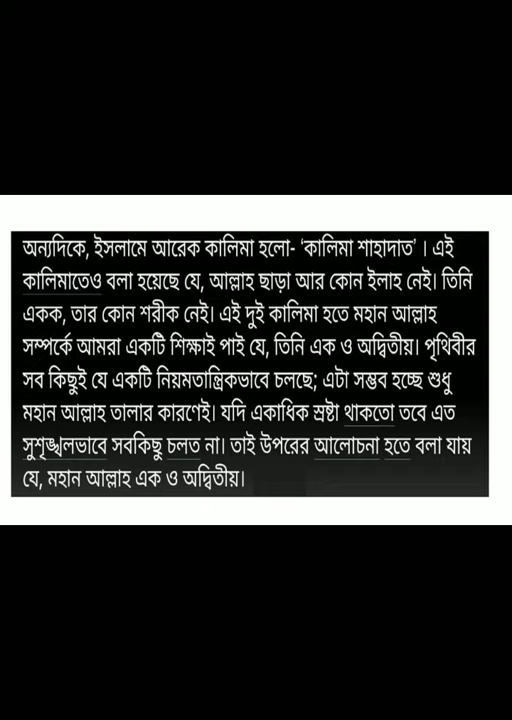 অন্যদিকে, ইসলামে আরেক কালিমা হলো- ‘কালিমা শাহাদাত’ । এই
কালিমাতেও বলা হয়েছে যে, আল্লাহ ছাড়া আর কোন ইলাহ নেই। তিনি
একক, তার কোন শরীক নেই। এই দুই কালিমা হতে মহান আল্লাহ
সম্পর্কে আমরা একটি শিক্ষাই পাই যে, তিনি এক ও অদ্বিতীয়। পৃথিবীর
সব কিছুই যে একটি নিয়মতান্ত্রিকভাবে চলছে; এটা সম্ভব হচ্ছে শুধু
মহান আল্লাহ তালার কারণেই। যদি একাধিক স্রষ্টা থাকতো তবে এত
সুশৃঙ্খলভাবে সবকিছু চলত না। তাই উপরের আলোচনা হতে বলা যায়
যে, মহান আল্লাহ এক ও অদ্বিতীয়।